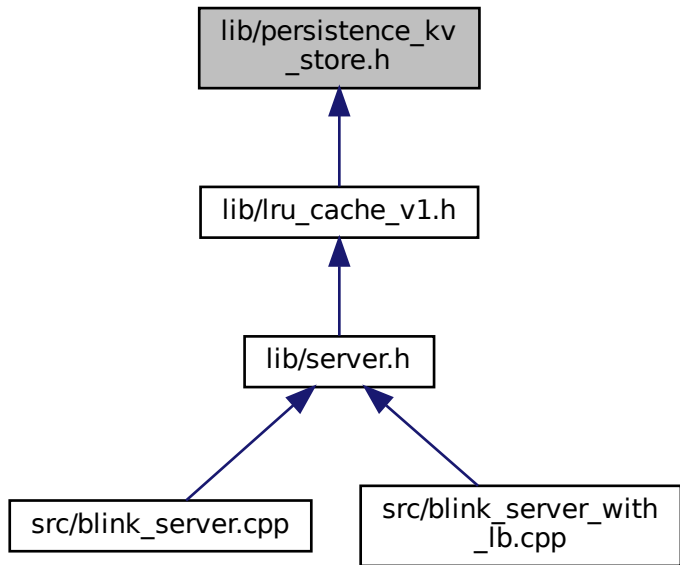 lib/persistence_kv
_store.h
lib/lru_cache_v1.h
lib/server.h
src/blink_server.cpp
src/blink_server_with
_lb.cpp